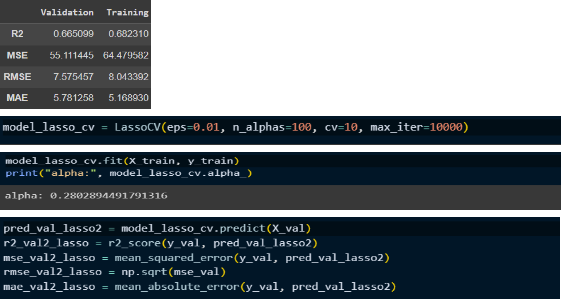 Validation Training
R2 0.665099 0.682310
MSE 55.111445 64.479582
RMSE 7.575457 8.043392
MAE 5.781258 5.168930
model_lasso_cv = LassoCV(eps=0.01, n_alphas=100, cv=10, max_iter=10000)
model_lasso_cv.fit(X_train, y_train)
print("alpha:", model_lasso_cv.alpha_)
alpha: 0.2802894491791316
pred_val_lasso2 = model_lasso_cv.predict(X_val)
r2_val2_lasso = r2_score(y_val, pred_val_lasso2)
mse_val2_lasso = mean_squared_error(y_val, pred_val_lasso2)
rmse_val2_lasso = np.sqrt(mse_val)
mae_val2_lasso = mean_absolute_error(y_val, pred_val_lasso2)